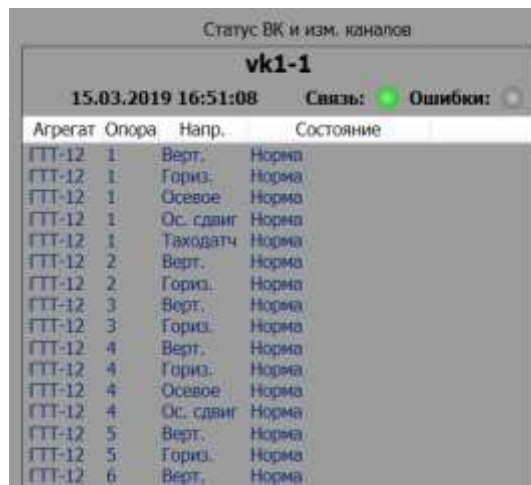 Статус ВК и изм. каналов
vk1-1
15.03.2019 16:51:08 Связь: Ошибки:
Агрегат Опора Напр. Состояние
ГТТ-12 1 Верт. Норма
ГТТ-12 1 Гориз. Норма
ГТТ-12 1 Осевое Норма
ГТТ-12 1 Ос. сдвиг Норма
ГТТ-12 1 Таходатч Норма
ГТТ-12 2 Верт. Норма
ГТТ-12 2 Гориз. Норма
ГТТ-12 3 Верт. Норма
ГТТ-12 3 Гориз. Норма
ГТТ-12 4 Верт. Норма
ГТТ-12 4 Гориз. Норма
ГТТ-12 4 Осевое Норма
ГТТ-12 4 Ос. сдвиг Норма
ГТТ-12 5 Верт. Норма
ГТТ-12 5 Гориз. Норма
ГТТ-12 6 Верт. Норма